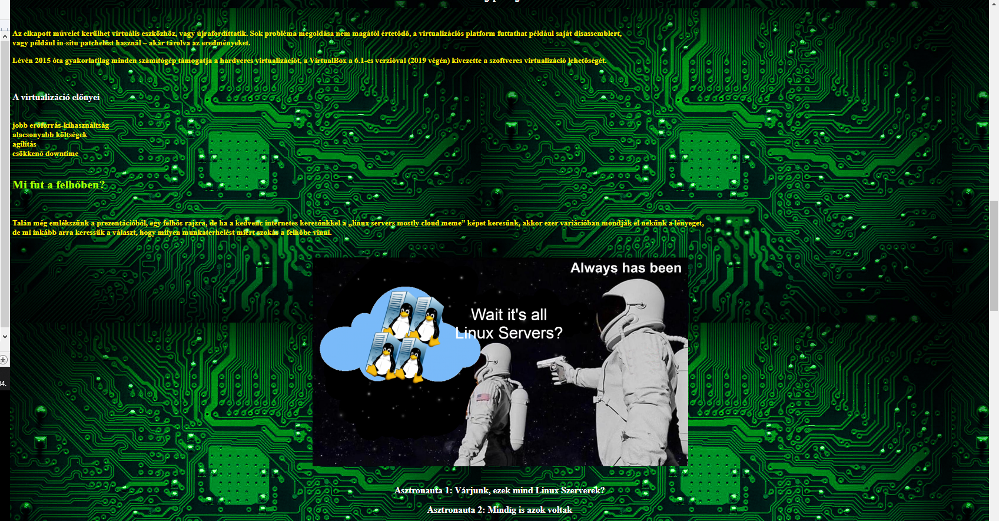 Az elkapott művelet kerülhet virtuális eszközhöz, vagy újrafordíttatik. Sok probléma megoldása nem magától értetődő, a virtualizációs platform futtathat például saját disassemblert,
vagy például in-situ patchelést használ – akár tárolva az eredményeket.
Lévén 2015 óta gyakorlatilag minden számítógép támogatja a hardveres virtualizációt, a VirtualBox a 6.1-es verzióval (2019 végén) kivezette a szoftveres virtualizáció lehetőségét.
A virtualizáció előnyei
jobb erőforrás-kihasználtság
alacsonyabb költségek
agilitás
csökkenő downtime
Mi fut a felhőben?
Talán még emlékszünk a prezentációból, egy felhős rajzra, de ha a kedvenc internetes keresőnkkel a „linux servers mostly cloud meme” képet keresünk, akkor ezer variációban mondják el nekünk a lényeget,
de mi inkább arra keressük a választ, hogy milyen munkaterhelést miért szokás a felhőbe vinni.
Always has been
Wait it's all
Linux Servers?
04.
Asztronauta 1: Várjunk, ezek mind Linux Szerverek?
Asztronauta 2: Mindíg is azok voltak